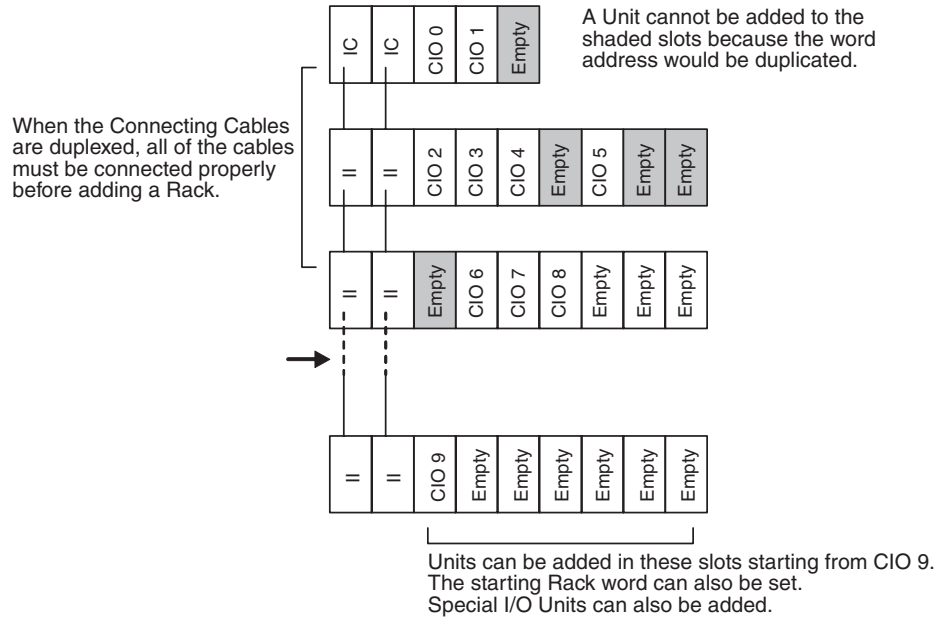 A Unit cannot be added to the
shaded slots because the word
address would be duplicated.
IC IC CIO 0 CIO 1 Empty
When the Connecting Cables
are duplexed, all of the cables
must be connected properly
before adding a Rack.
II II CIO 2 CIO 3 CIO 4 Empty CIO 5 Empty Empty
II II Empty CIO 6 CIO 7 CIO 8 Empty Empty Empty
II II CIO 9 Empty Empty Empty Empty Empty Empty
Units can be added in these slots starting from CIO 9.
The starting Rack word can also be set.
Special I/O Units can also be added.